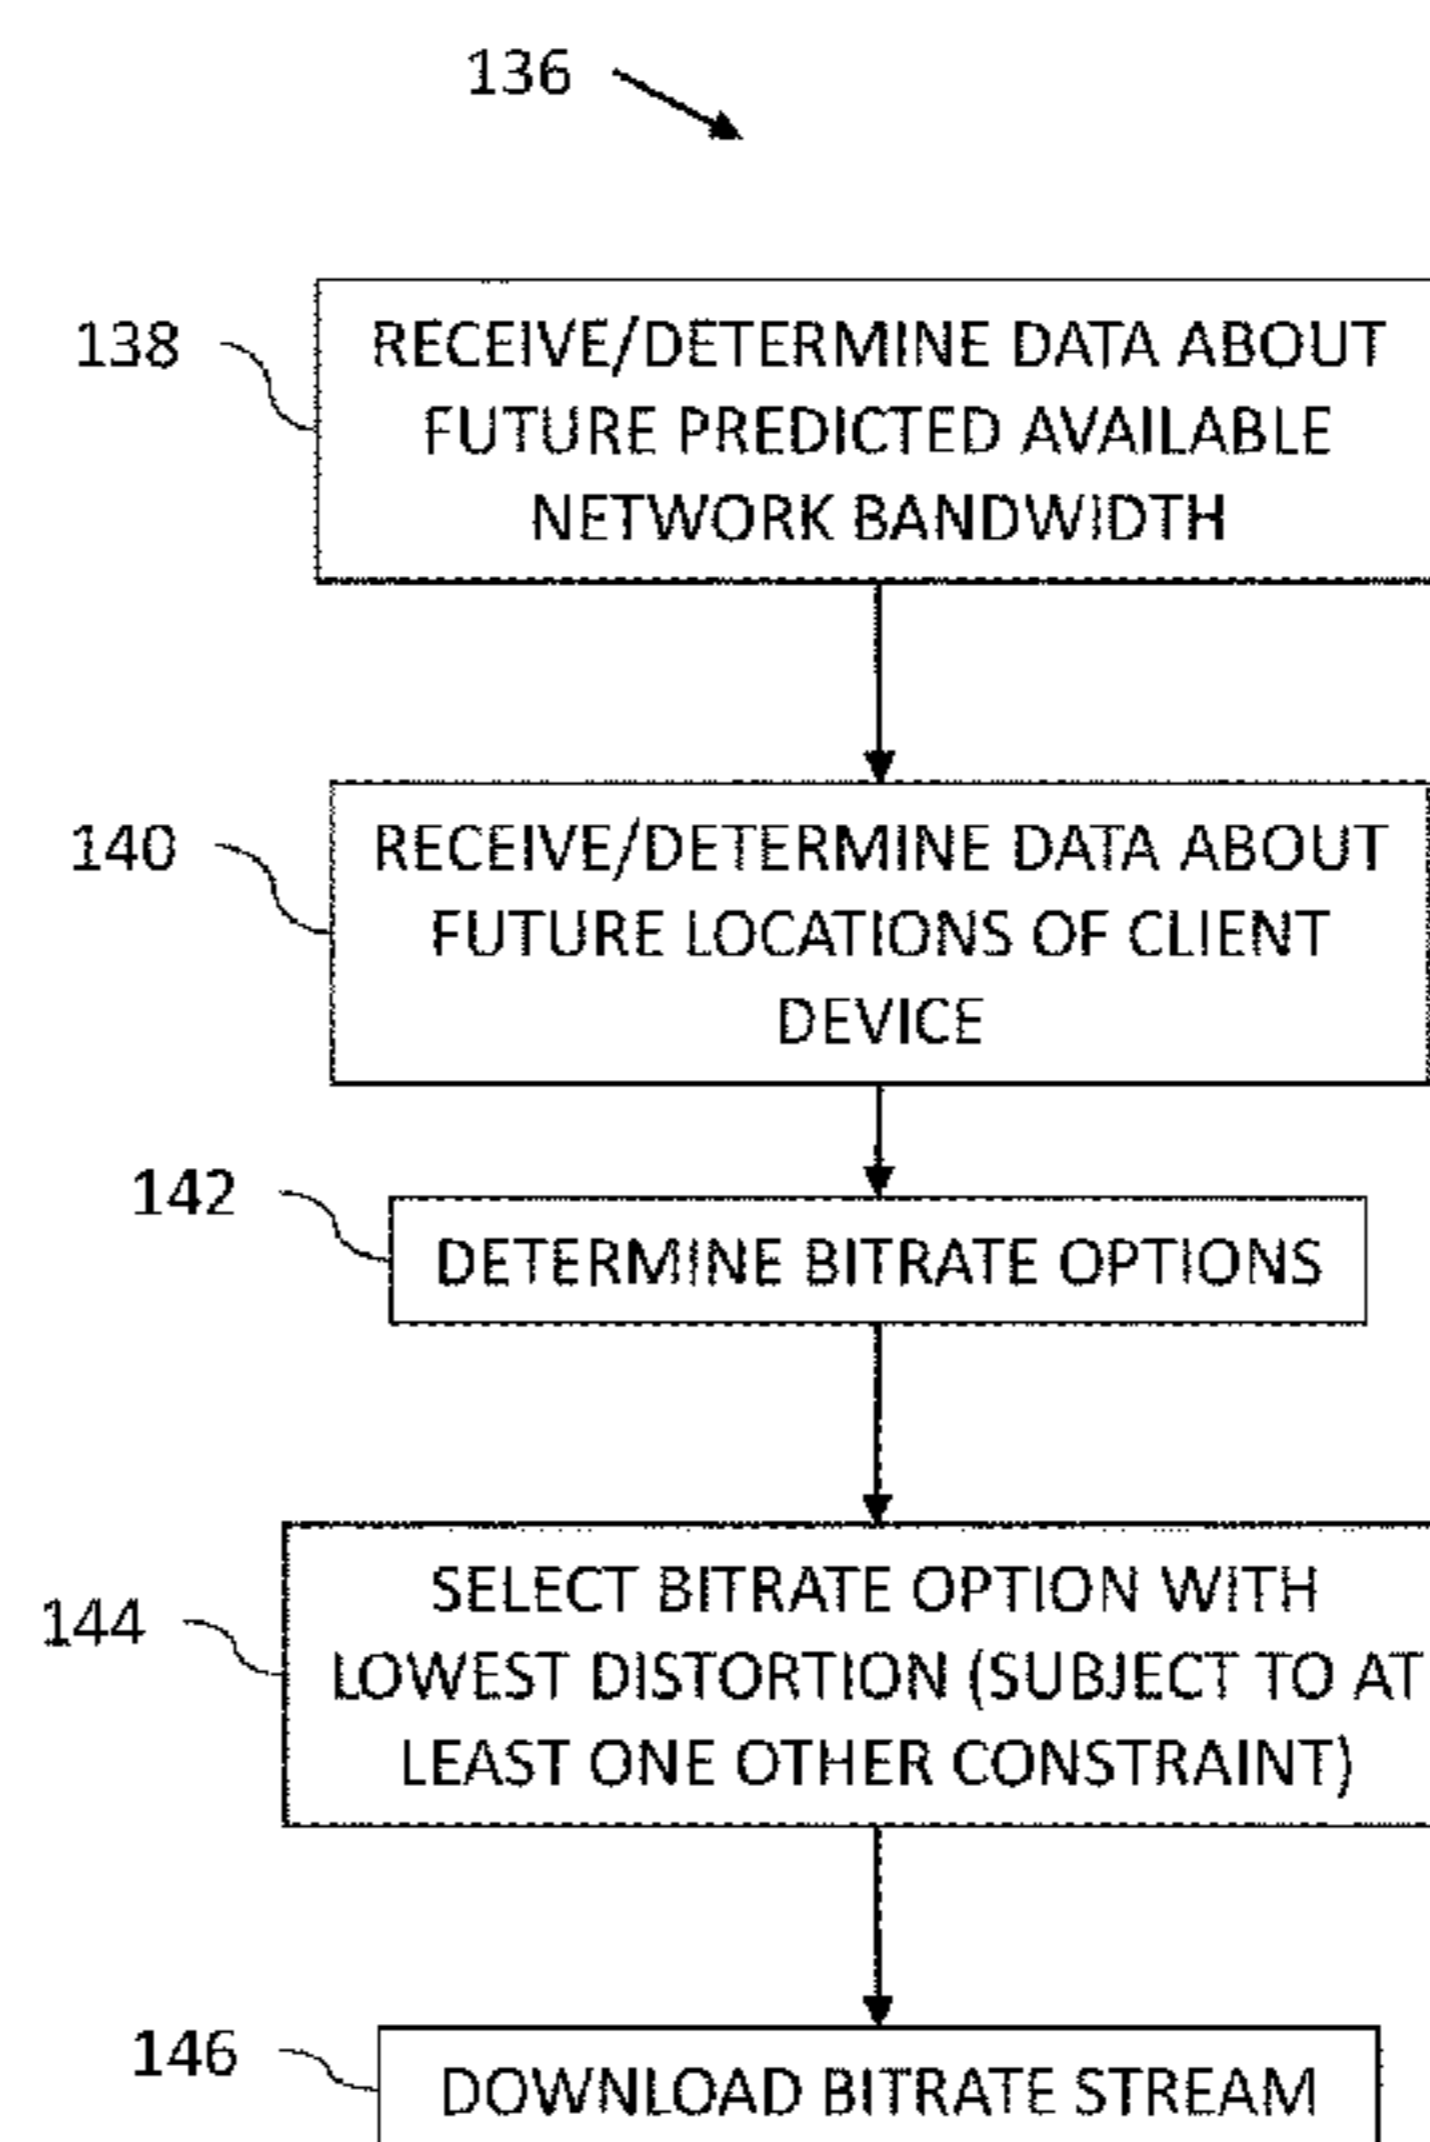 136
138
RECEIVE/DETERMINE DATA ABOUT
FUTURE PREDICTED AVAILABLE
NETWORK BANDWIDTH
140
RECEIVE/DETERMINE DATA ABOUT
FUTURE LOCATIONS OF CLIENT
DEVICE
142
DETERMINE BITRATE OPTIONS
144
SELECT BITRATE OPTION WITH
LOWEST DISTORTION (SUBJECT TO AT
LEAST ONE OTHER CONSTRAINT)
146
DOWNLOAD BITRATE STREAM